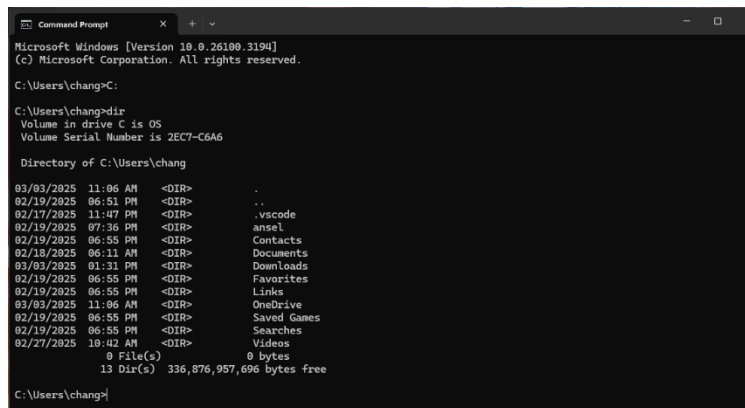 Command Prompt
Microsoft Windows [Version 10.0.26100.3194]
(c) Microsoft Corporation. All rights reserved.
C:\Users\chang>C:
C:\Users\chang>dir
 Volume in drive C is OS
 Volume Serial Number is 2EC7-C6A6
 Directory of C:\Users\chang
03/03/2025  11:06 AM    <DIR>          .
02/19/2025  06:51 PM    <DIR>          ..
02/17/2025  11:47 PM    <DIR>          .vscode
02/19/2025  07:36 PM    <DIR>          ansel
02/19/2025  06:55 PM    <DIR>          Contacts
02/18/2025  06:11 AM    <DIR>          Documents
03/03/2025  01:31 PM    <DIR>          Downloads
02/19/2025  06:55 PM    <DIR>          Favorites
02/19/2025  06:55 PM    <DIR>          Links
03/03/2025  11:06 AM    <DIR>          OneDrive
02/19/2025  06:55 PM    <DIR>          Saved Games
02/19/2025  06:55 PM    <DIR>          Searches
02/27/2025  10:42 AM    <DIR>          Videos
               0 File(s)              0 bytes
              13 Dir(s)  336,876,957,696 bytes free
C:\Users\chang>